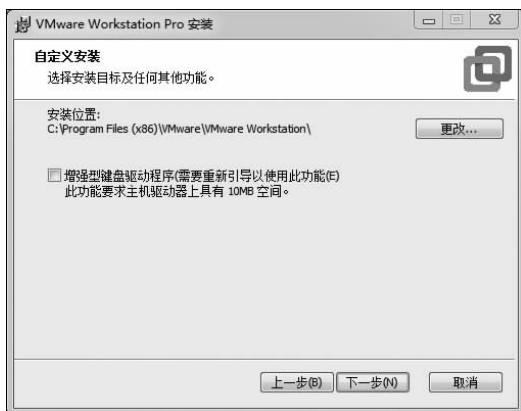 VMware Workstation Pro 安装
自定义安装
选择安装目标及任何其他功能。
安装位置:
C:\Program Files (x86)\VMware\VMware Workstation\
更改...
增强型键盘驱动程序(需要重新引导以使用此功能(E)
此功能要求主机驱动器上具有 10MB 空间。
上一步(B) 下一步(N) 取消